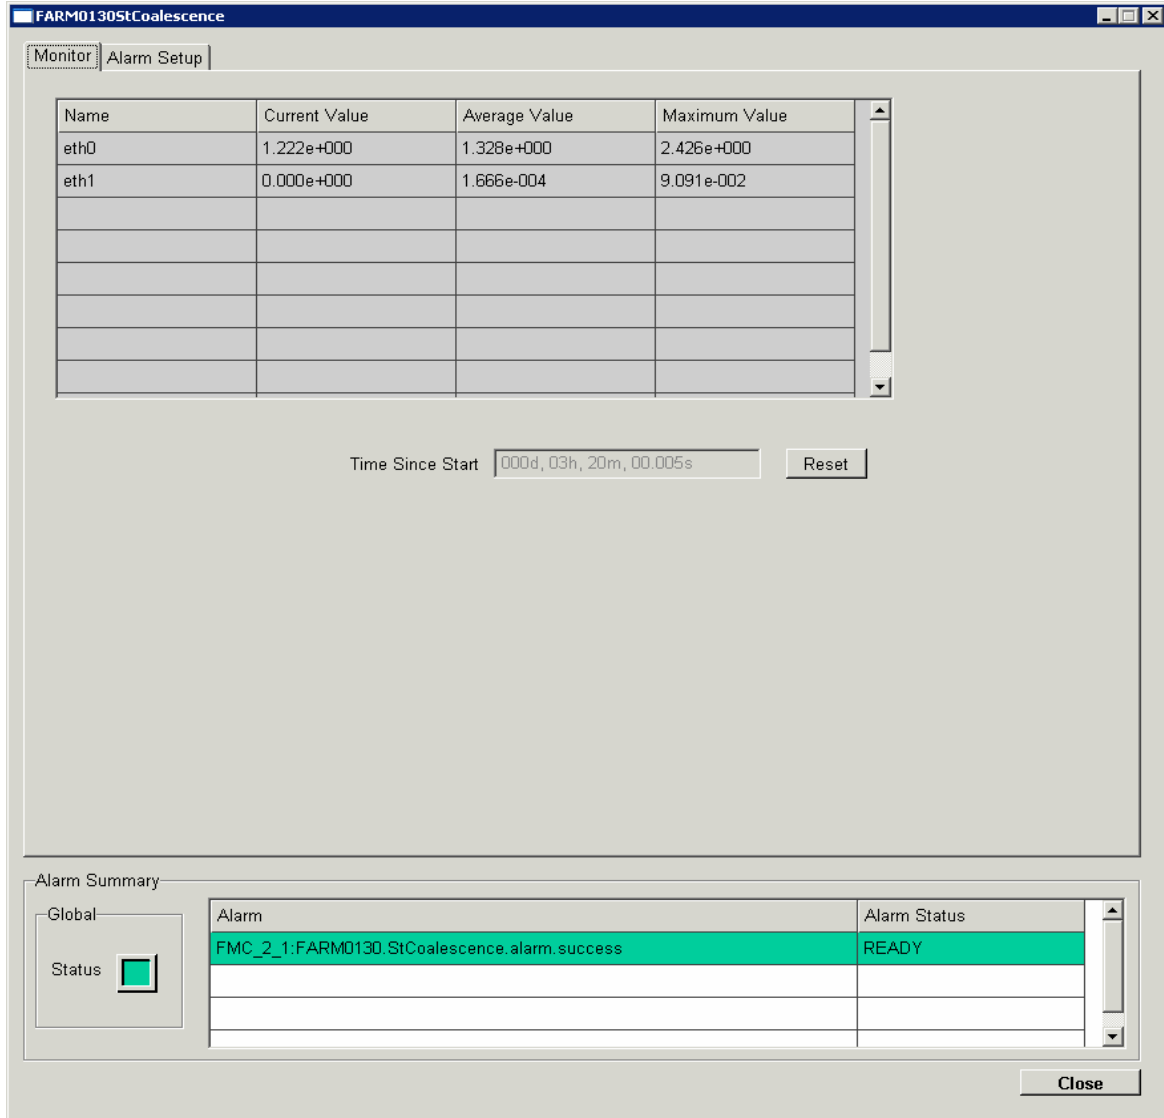 FARM0130StCoalescence
Monitor Alarm Setup
Name Current Value Average Value Maximum Value
eth0 1.222e+000 1.328e+000 2.426e+000
eth1 0.000e+000 1.666e-004 9.091e-002
Time Since Start 000d, 03h, 20m, 00.005s Reset
Alarm Summary
Global
Status
Alarm Alarm Status
FMC_2_1:FARM0130.StCoalescence.alarm.success READY
Close